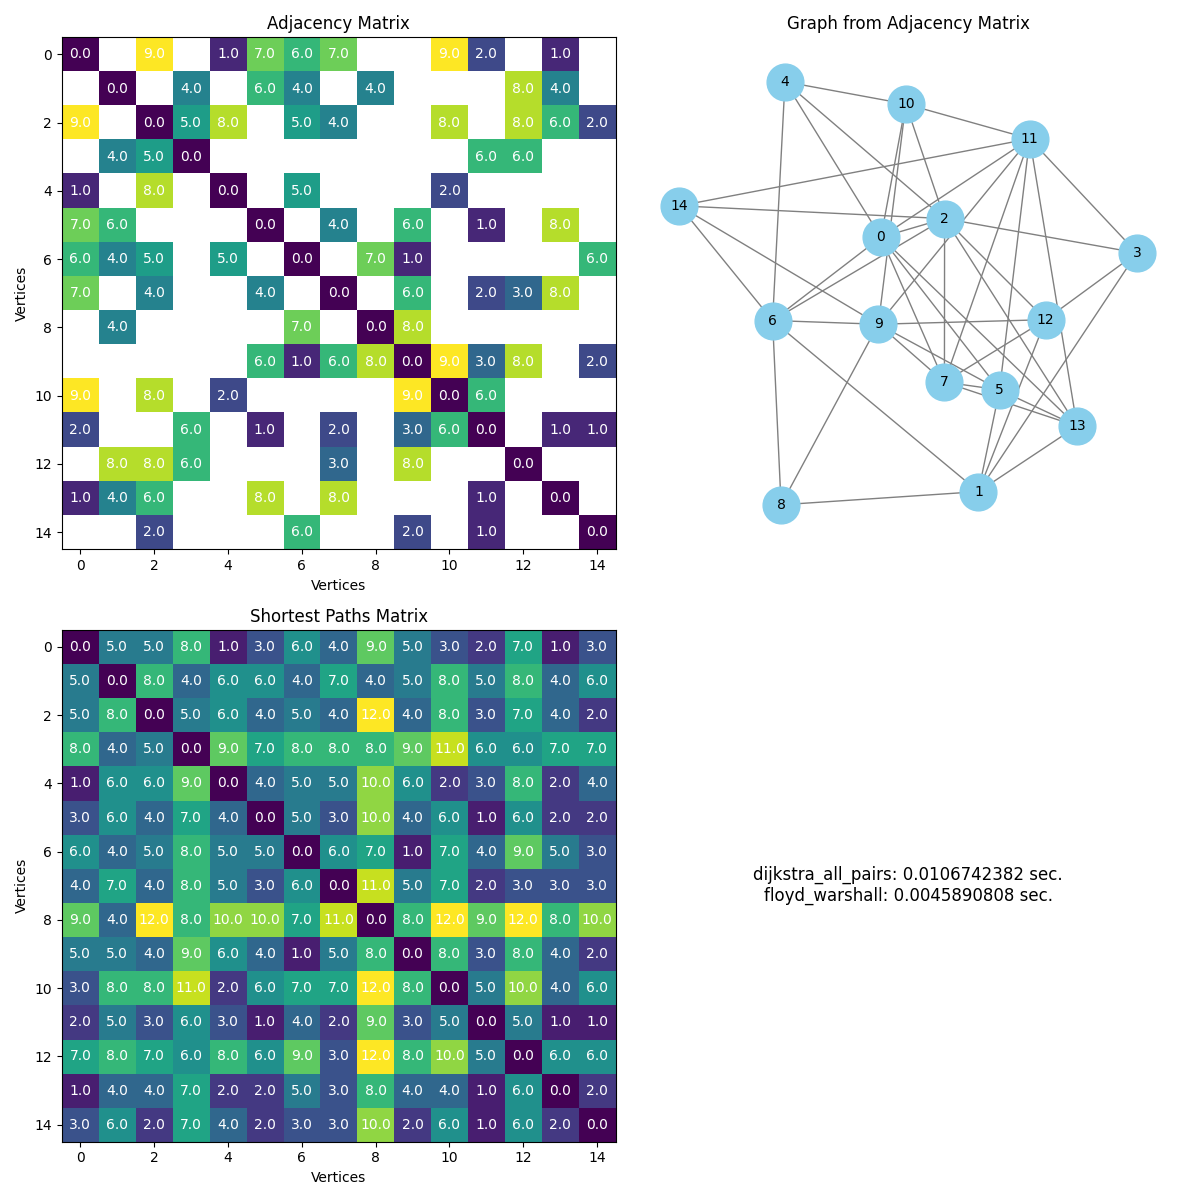 Adjacency Matrix
0 0.0 9.0 1.0 7.0 6.0 7.0 9.0 2.0 1.0
0.0 4.0 6.0 4.0 4.0 8.0 4.0
2 9.0 0.0 5.0 8.0 5.0 4.0 8.0 8.0 6.0 2.0
4.0 5.0 0.0 6.0 6.0
4 1.0 8.0 0.0 5.0 2.0
7.0 6.0 0.0 4.0 6.0 1.0 8.0
6 6.0 4.0 5.0 5.0 0.0 7.0 1.0 6.0
7.0 4.0 4.0 0.0 6.0 2.0 3.0 8.0
8 4.0 7.0 0.0 8.0
6.0 1.0 6.0 8.0 0.0 9.0 3.0 8.0 2.0
10 9.0 8.0 2.0 9.0 0.0 6.0
2.0 6.0 1.0 2.0 3.0 6.0 0.0 1.0 1.0
12 8.0 8.0 6.0 3.0 8.0 0.0
1.0 4.0 6.0 8.0 8.0 1.0 0.0
14 2.0 6.0 2.0 1.0 0.0
0 2 4 6 8 10 12 14
Vertices
Vertices
Graph from Adjacency Matrix
4
10
11
14
2
0
3
6
9
12
7
5
13
1
8
Shortest Paths Matrix
0 0.0 5.0 5.0 8.0 1.0 3.0 6.0 4.0 9.0 5.0 3.0 2.0 7.0 1.0 3.0
5.0 0.0 8.0 4.0 6.0 6.0 4.0 7.0 4.0 5.0 8.0 5.0 8.0 4.0 6.0
2 5.0 8.0 0.0 5.0 6.0 4.0 5.0 4.0 12.0 4.0 8.0 3.0 7.0 4.0 2.0
8.0 4.0 5.0 0.0 9.0 7.0 8.0 8.0 8.0 9.0 11.0 6.0 6.0 7.0 7.0
4 1.0 6.0 6.0 9.0 0.0 4.0 5.0 5.0 10.0 6.0 2.0 3.0 8.0 2.0 4.0
3.0 6.0 4.0 7.0 4.0 0.0 5.0 3.0 10.0 4.0 6.0 1.0 6.0 2.0 2.0
6 6.0 4.0 5.0 8.0 5.0 5.0 0.0 6.0 7.0 1.0 7.0 4.0 9.0 5.0 3.0
4.0 7.0 4.0 8.0 5.0 3.0 6.0 0.0 11.0 5.0 7.0 2.0 3.0 3.0 3.0
8 9.0 4.0 12.0 8.0 10.0 10.0 7.0 11.0 0.0 8.0 12.0 9.0 12.0 8.0 10.0
5.0 5.0 4.0 9.0 6.0 4.0 1.0 5.0 8.0 0.0 8.0 3.0 8.0 4.0 2.0
10 3.0 8.0 8.0 11.0 2.0 6.0 7.0 7.0 12.0 8.0 0.0 5.0 10.0 4.0 6.0
2.0 5.0 3.0 6.0 3.0 1.0 4.0 2.0 9.0 3.0 5.0 0.0 5.0 1.0 1.0
12 7.0 8.0 7.0 6.0 8.0 6.0 9.0 3.0 12.0 8.0 10.0 5.0 0.0 6.0 6.0
1.0 4.0 4.0 7.0 2.0 2.0 5.0 3.0 8.0 4.0 4.0 1.0 6.0 0.0 2.0
14 3.0 6.0 2.0 7.0 4.0 2.0 3.0 3.0 10.0 2.0 6.0 1.0 6.0 2.0 0.0
0 2 4 6 8 10 12 14
Vertices
Vertices
dijkstra_all_pairs: 0.0106742382 sec.
floyd_warshall: 0.0045890808 sec.